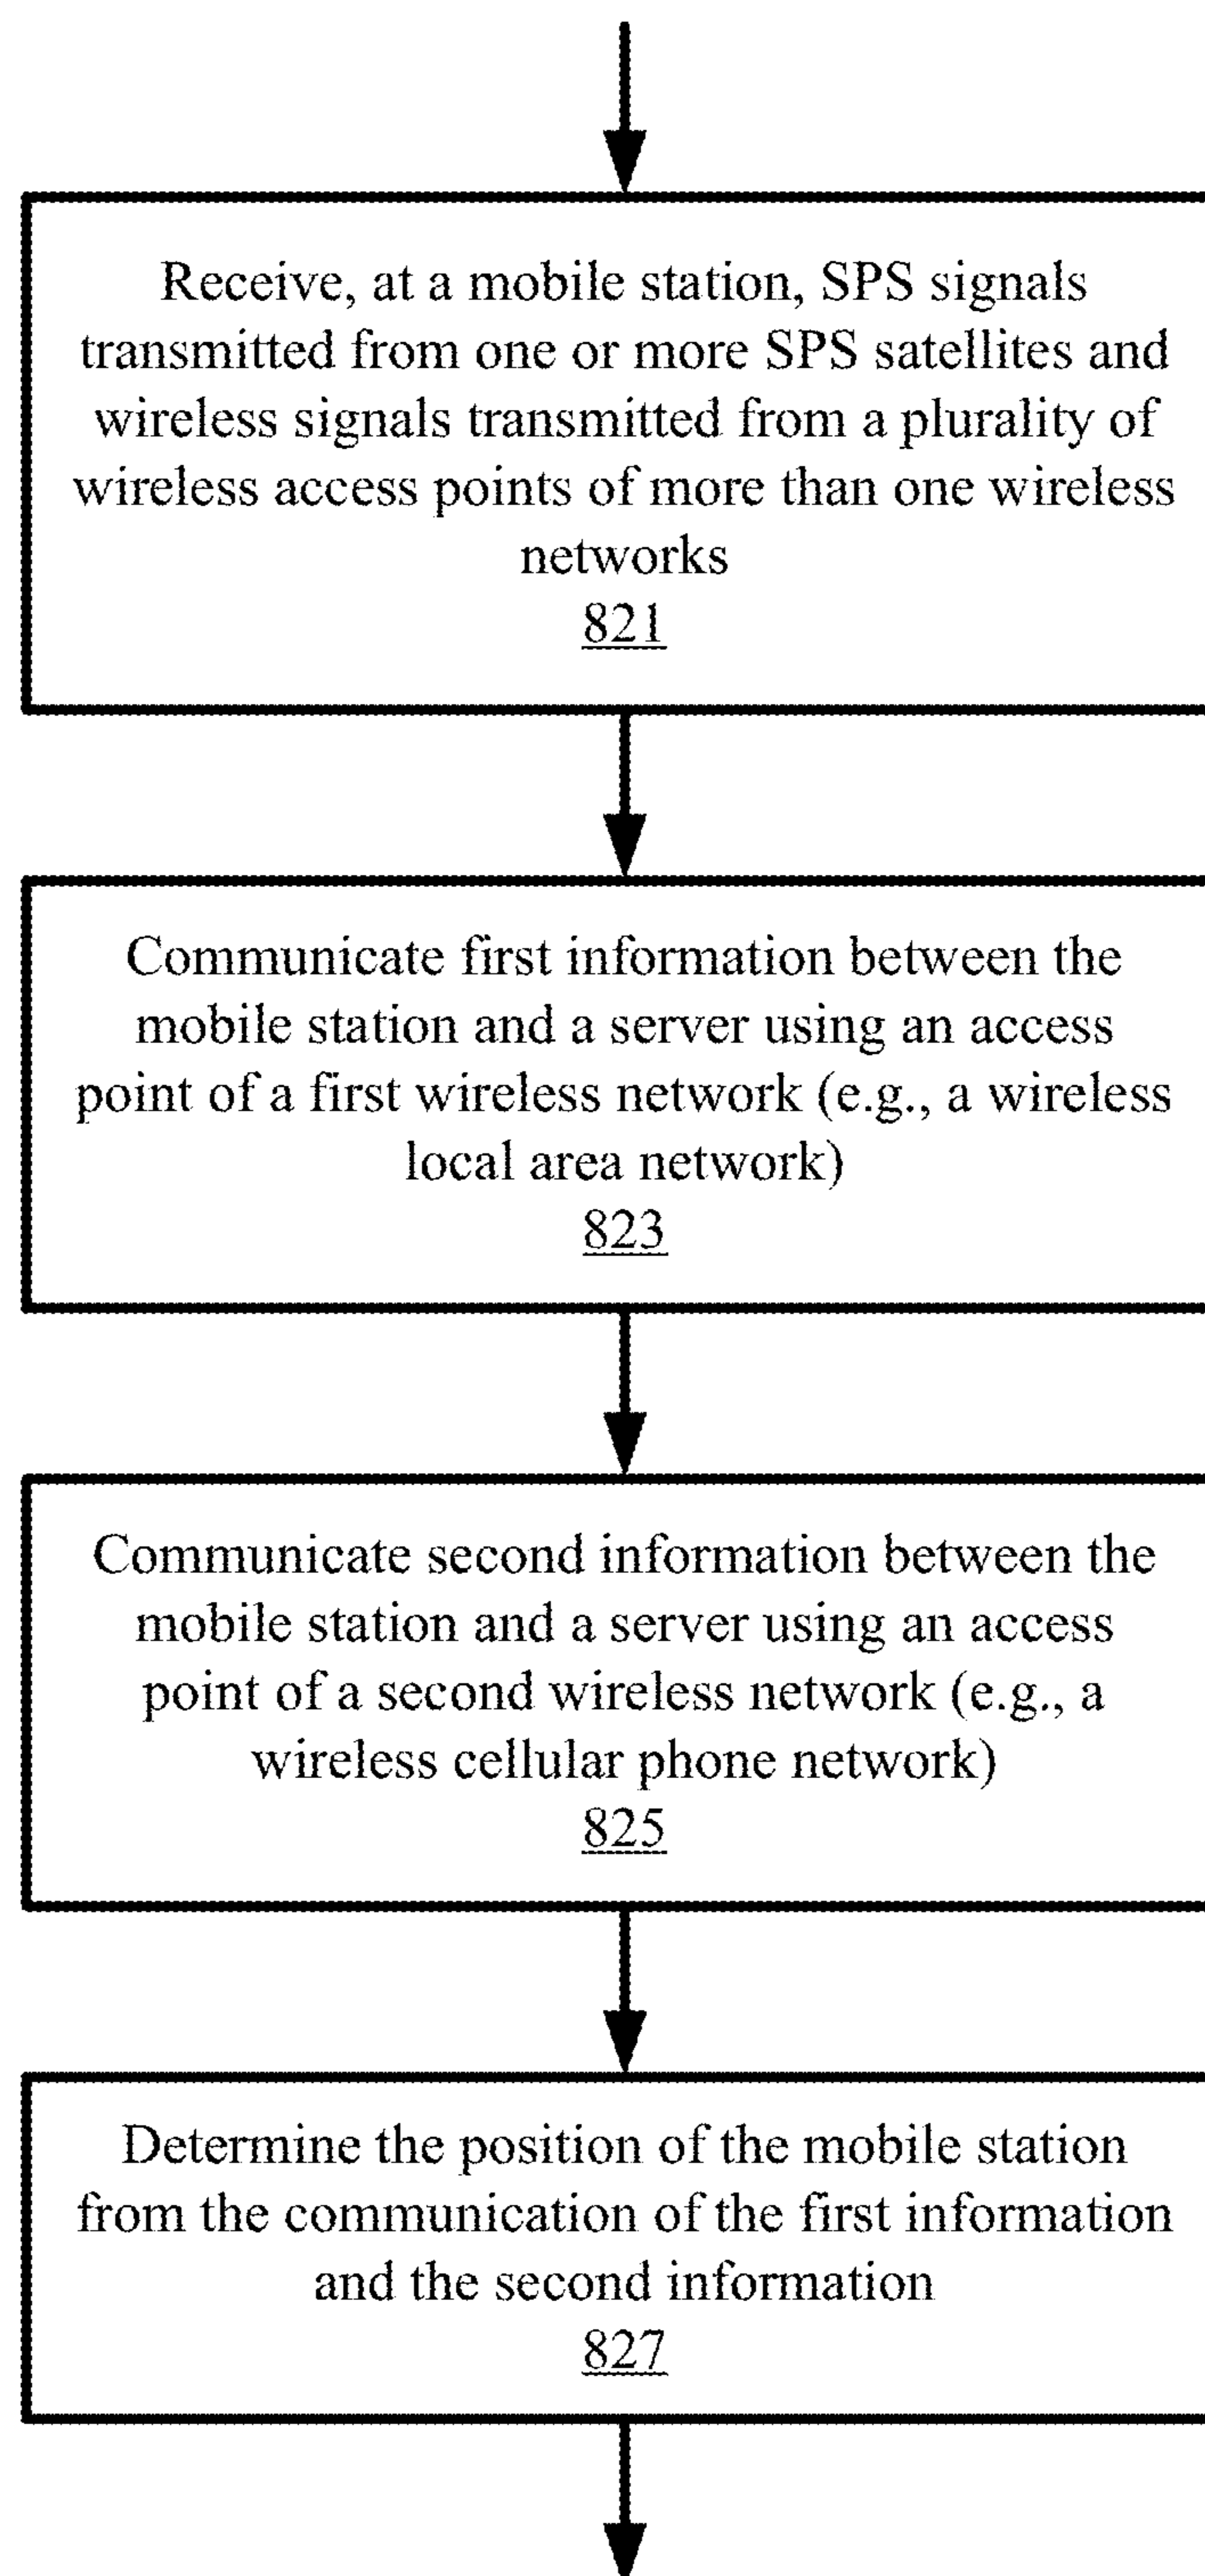 Receive, at a mobile station, SPS signals
transmitted from one or more SPS satellites and
wireless signals transmitted from a plurality of
wireless access points of more than one wireless
networks
821
Communicate first information between the
mobile station and a server using an access
point of a first wireless network (e.g., a wireless
local area network)
823
Communicate second information between the
mobile station and a server using an access
point of a second wireless network (e.g., a
wireless cellular phone network)
825
Determine the position of the mobile station
from the communication of the first information
and the second information
827